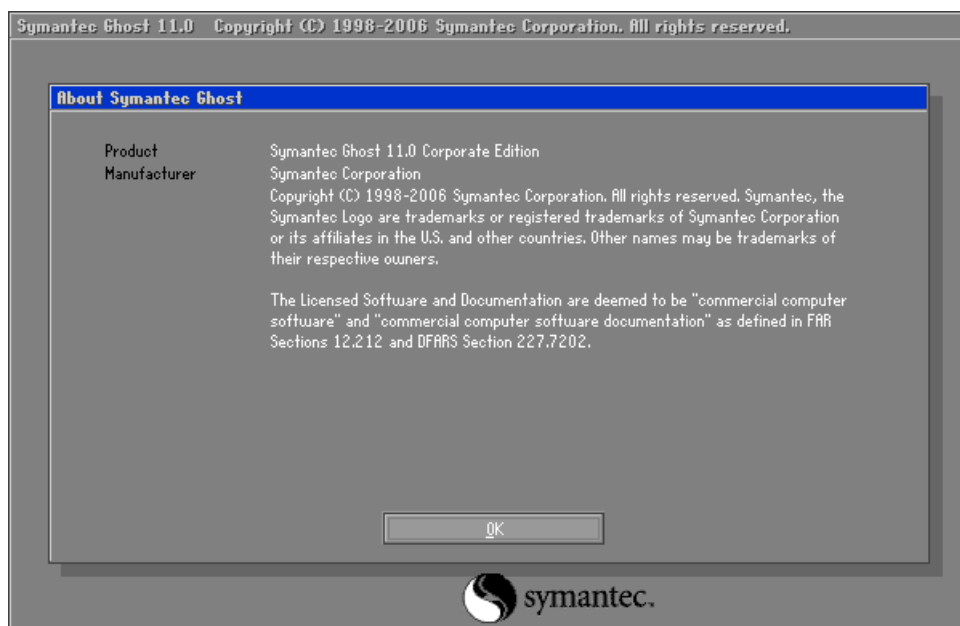 Symantec Ghost 11.0 Copyright (C) 1998-2006 Symantec Corporation. All rights reserved.
About Symantec Ghost
Product Symantec Ghost 11.0 Corporate Edition
Manufacturer Symantec Corporation
Copyright (C) 1998-2006 Symantec Corporation. All rights reserved. Symantec, the
Symantec Logo are trademarks or registered trademarks of Symantec Corporation
or its affiliates in the U.S. and other countries. Other names may be trademarks of
their respective owners.
The Licensed Software and Documentation are deemed to be "commercial computer
software" and "commercial computer software documentation" as defined in FAR
Sections 12.212 and DFARS Section 227.7202.
OK
symantec.